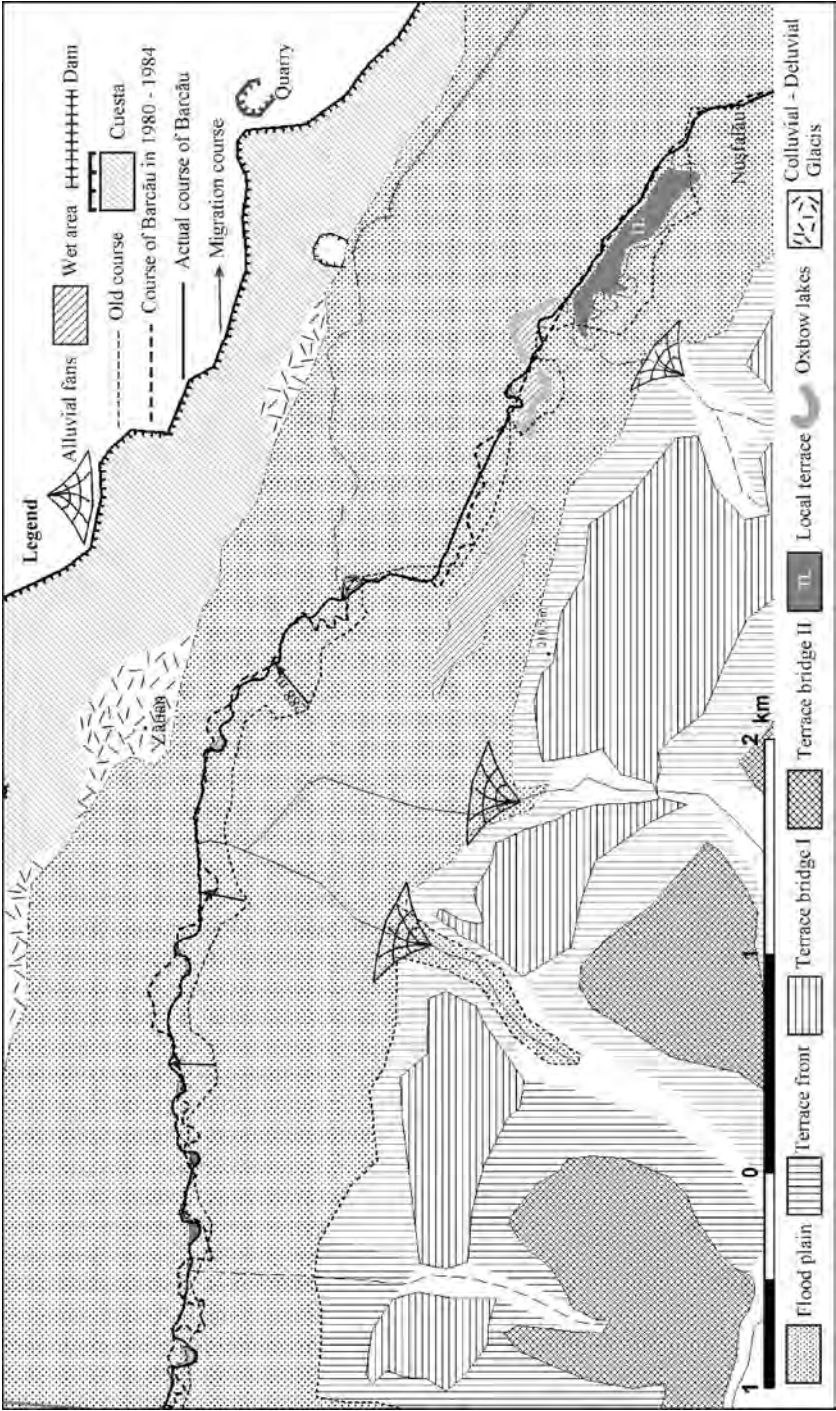 Legend
Alluvial fans
Wet area
Dam
Old course
Cuesta
Course of Barcău in 1980 - 1984
Actual course of Barcău
Migration course
Quarry
Zăuan
Nușfalău
TL
1
0
1
2
km
Flood plain
Terrace front
Terrace bridge I
Terrace bridge II
TL
Local terrace
Oxbow lakes
Colluvial - Deluvial
Glacis